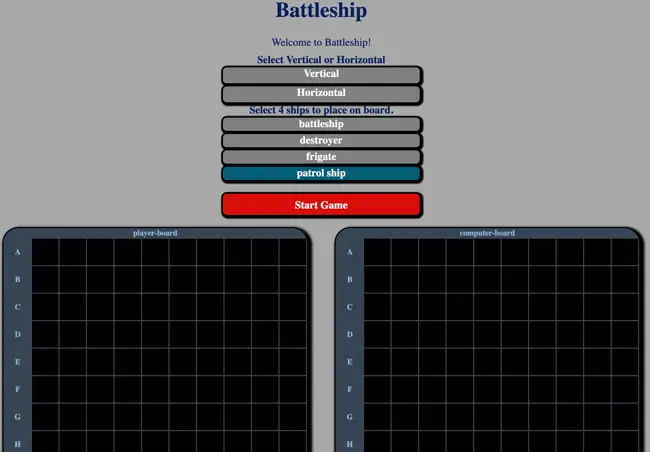 Battleship
Welcome to Battleship!
Select Vertical or Horizontal
Vertical
Horizontal
Select 4 ships to place on board.
battleship
destroyer
frigate
patrol ship
Start Game
player-board
A
B
C
D
E
F
G
H
computer-board
A
B
C
D
E
F
G
H